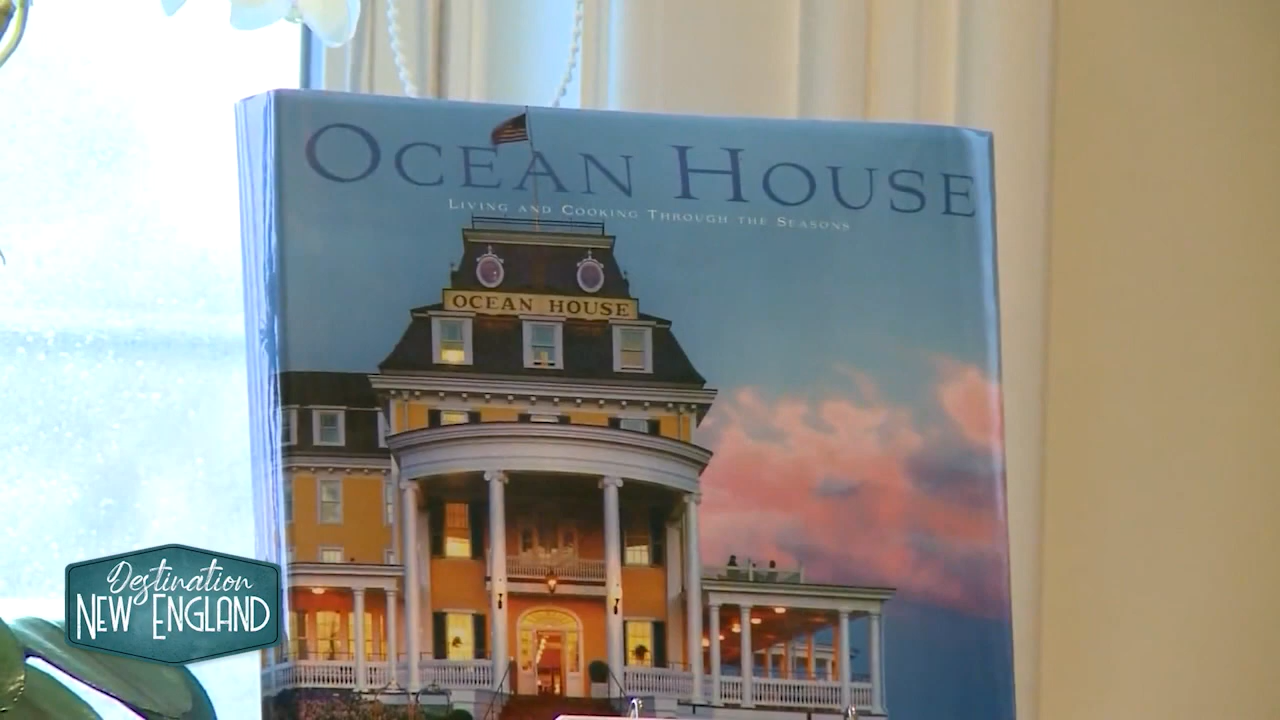 OCEAN HOUSE
LIVING AND COOKING THROUGH THE SEASONS
OCEAN HOUSE
Destination
NEW ENGLAND